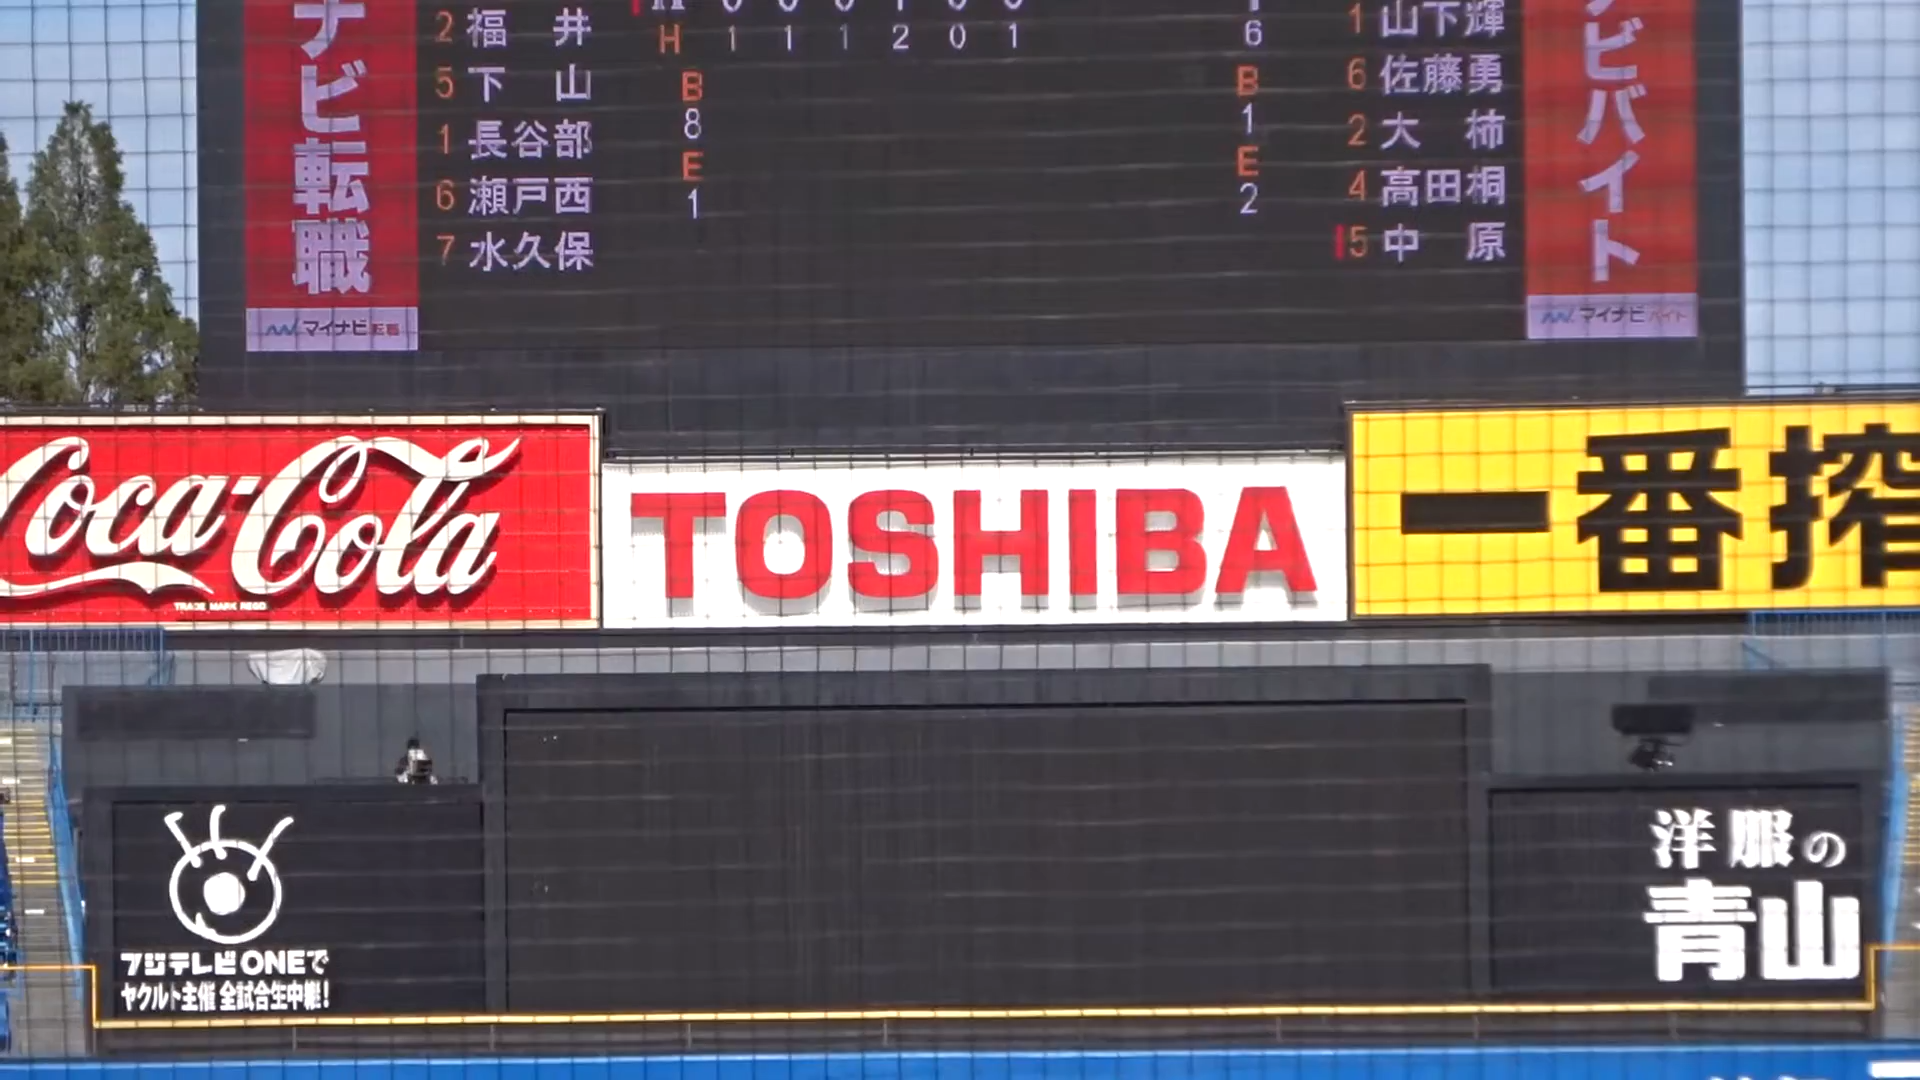 ナビ転職
マイナビ転職
2 福井
5 下山
1 長谷部
6 瀬戸西
7 水久保
H 1 1 1 2 0 1 6
B
8
E
1
B
1
E
2
1 山下輝
6 佐藤勇
2 大柿
4 高田桐
5 中原
ビバイト
マイナビバイト
Coca-Cola
TRADE MARK REGD
TOSHIBA
一番搾
フジテレビONEで
ヤクルト主催 全試合生中継!
洋服の
青山